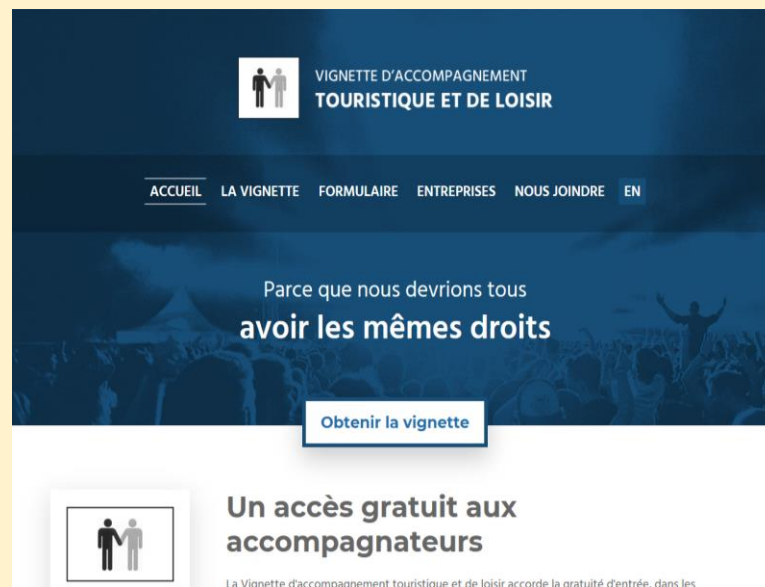 VIGNETTE D'ACCOMPAGNEMENT
TOURISTIQUE ET DE LOISIR
ACCUEIL LA VIGNETTE FORMULAIRE ENTREPRISES NOUS JOINDRE EN
Parce que nous devrions tous
avoir les mêmes droits
Obtenir la vignette
Un accès gratuit aux
accompagnateurs
La Vignette d'accompagnement touristique et de loisir accorde la gratuité d'entrée, dans les